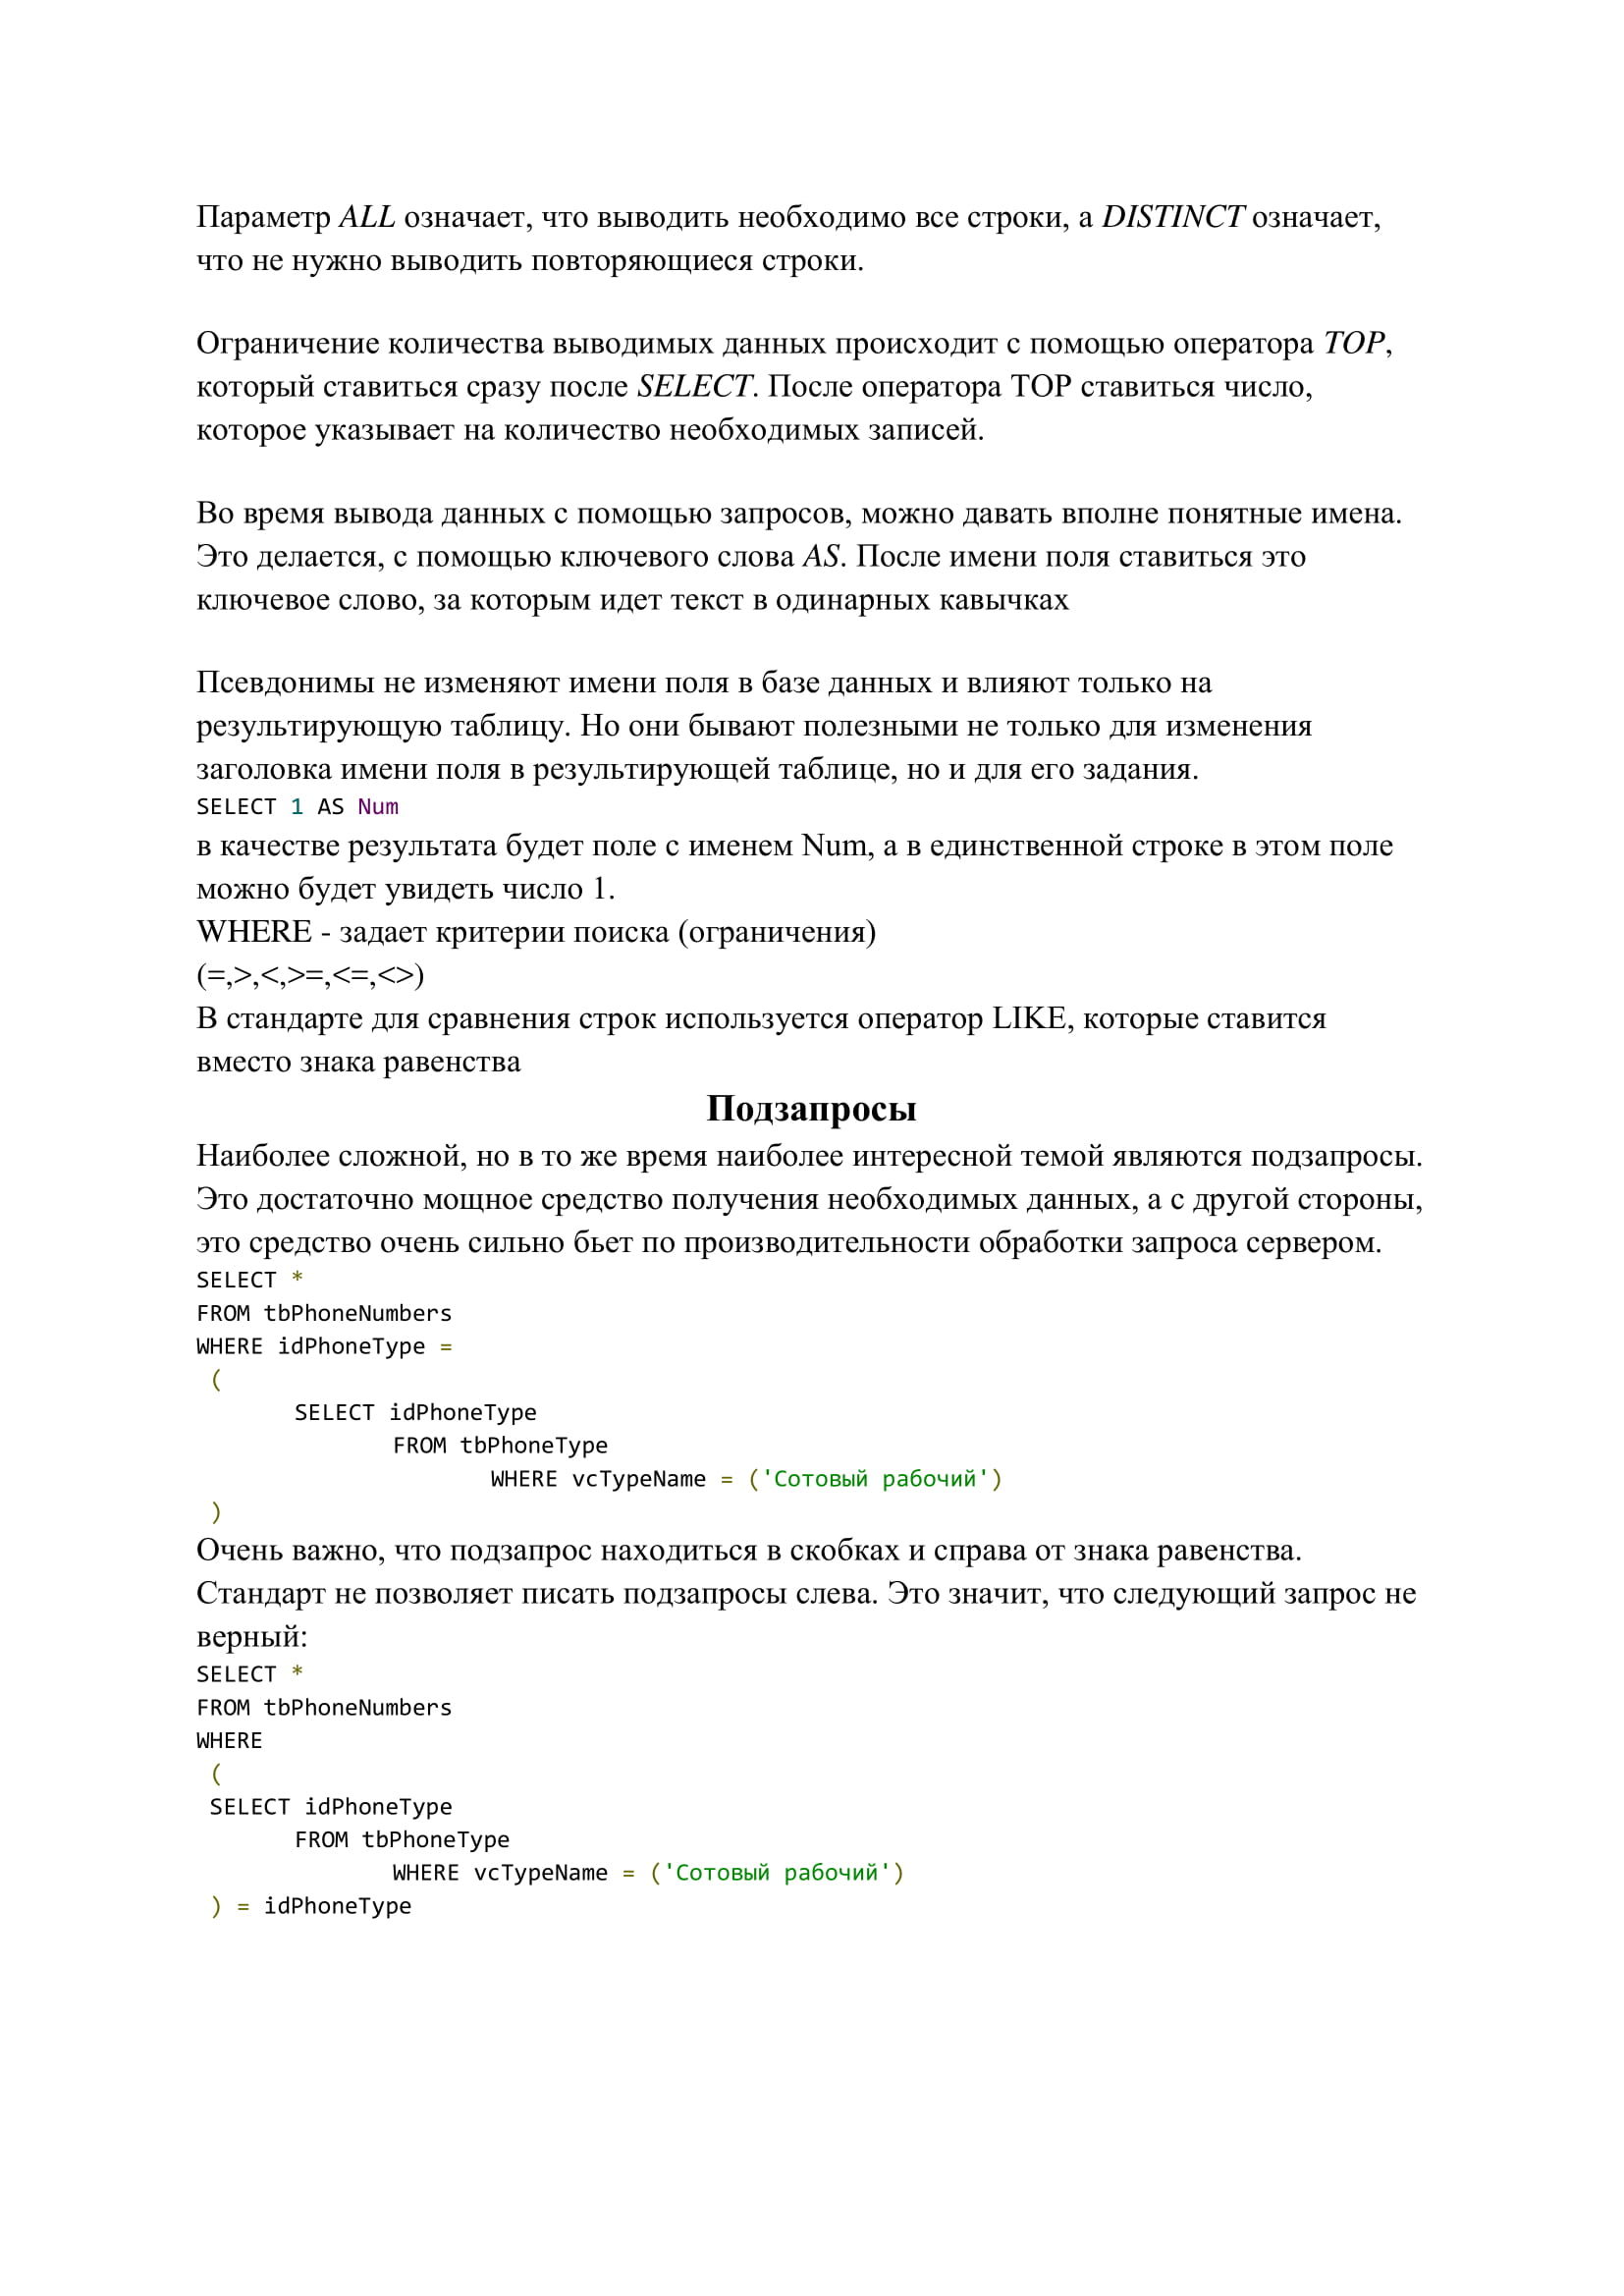 Параметр ALL означает, что выводить необходимо все строки, а DISTINCT означает,
что не нужно выводить повторяющиеся строки.
Ограничение количества выводимых данных происходит с помощью оператора TOP,
который ставиться сразу после SELECT. После оператора TOP ставиться число,
которое указывает на количество необходимых записей.
Во время вывода данных с помощью запросов, можно давать вполне понятные имена.
Это делается, с помощью ключевого слова AS. После имени поля ставиться это
ключевое слово, за которым идет текст в одинарных кавычках
Псевдонимы не изменяют имени поля в базе данных и влияют только на
результирующую таблицу. Но они бывают полезными не только для изменения
заголовка имени поля в результирующей таблице, но и для его задания.
SELECT 1 AS Num
в качестве результата будет поле с именем Num, а в единственной строке в этом поле
можно будет увидеть число 1.
WHERE - задает критерии поиска (ограничения)
(=,>,<,>=,<=,<>)
В стандарте для сравнения строк используется оператор LIKE, которые ставится
вместо знака равенства
Подзапросы
Наиболее сложной, но в то же время наиболее интересной темой являются подзапросы.
Это достаточно мощное средство получения необходимых данных, а с другой стороны,
это средство очень сильно бьет по производительности обработки запроса сервером.
SELECT *
FROM tbPhoneNumbers
WHERE idPhoneType =
(
SELECT idPhoneType
FROM tbPhoneType
WHERE vcTypeName = ('Сотовый рабочий')
)
Очень важно, что подзапрос находиться в скобках и справа от знака равенства.
Стандарт не позволяет писать подзапросы слева. Это значит, что следующий запрос не
верный:
SELECT *
FROM tbPhoneNumbers
WHERE
(
SELECT idPhoneType
FROM tbPhoneType
WHERE vcTypeName = ('Сотовый рабочий')
) = idPhoneType